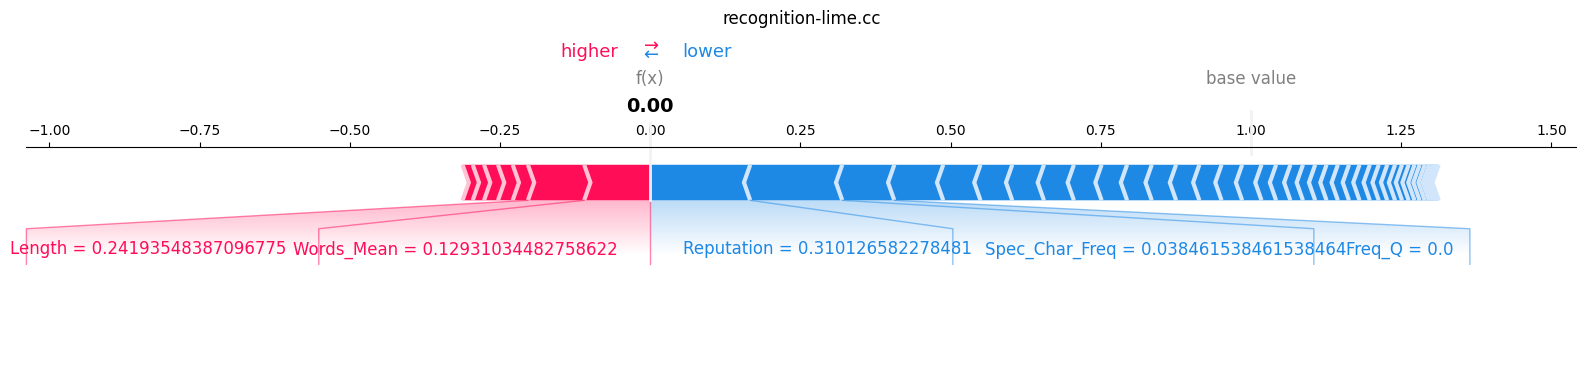 recognition-lime.cc
higher → ← lower
f(x) base value
0.00
−1.00 −0.75 −0.50 −0.25 0.00 0.25 0.50 0.75 1.00 1.25 1.50
Length = 0.24193548387096775 Words_Mean = 0.12931034482758622 Reputation = 0.310126582278481 Spec_Char_Freq = 0.038461538461538464 Freq_Q = 0.0